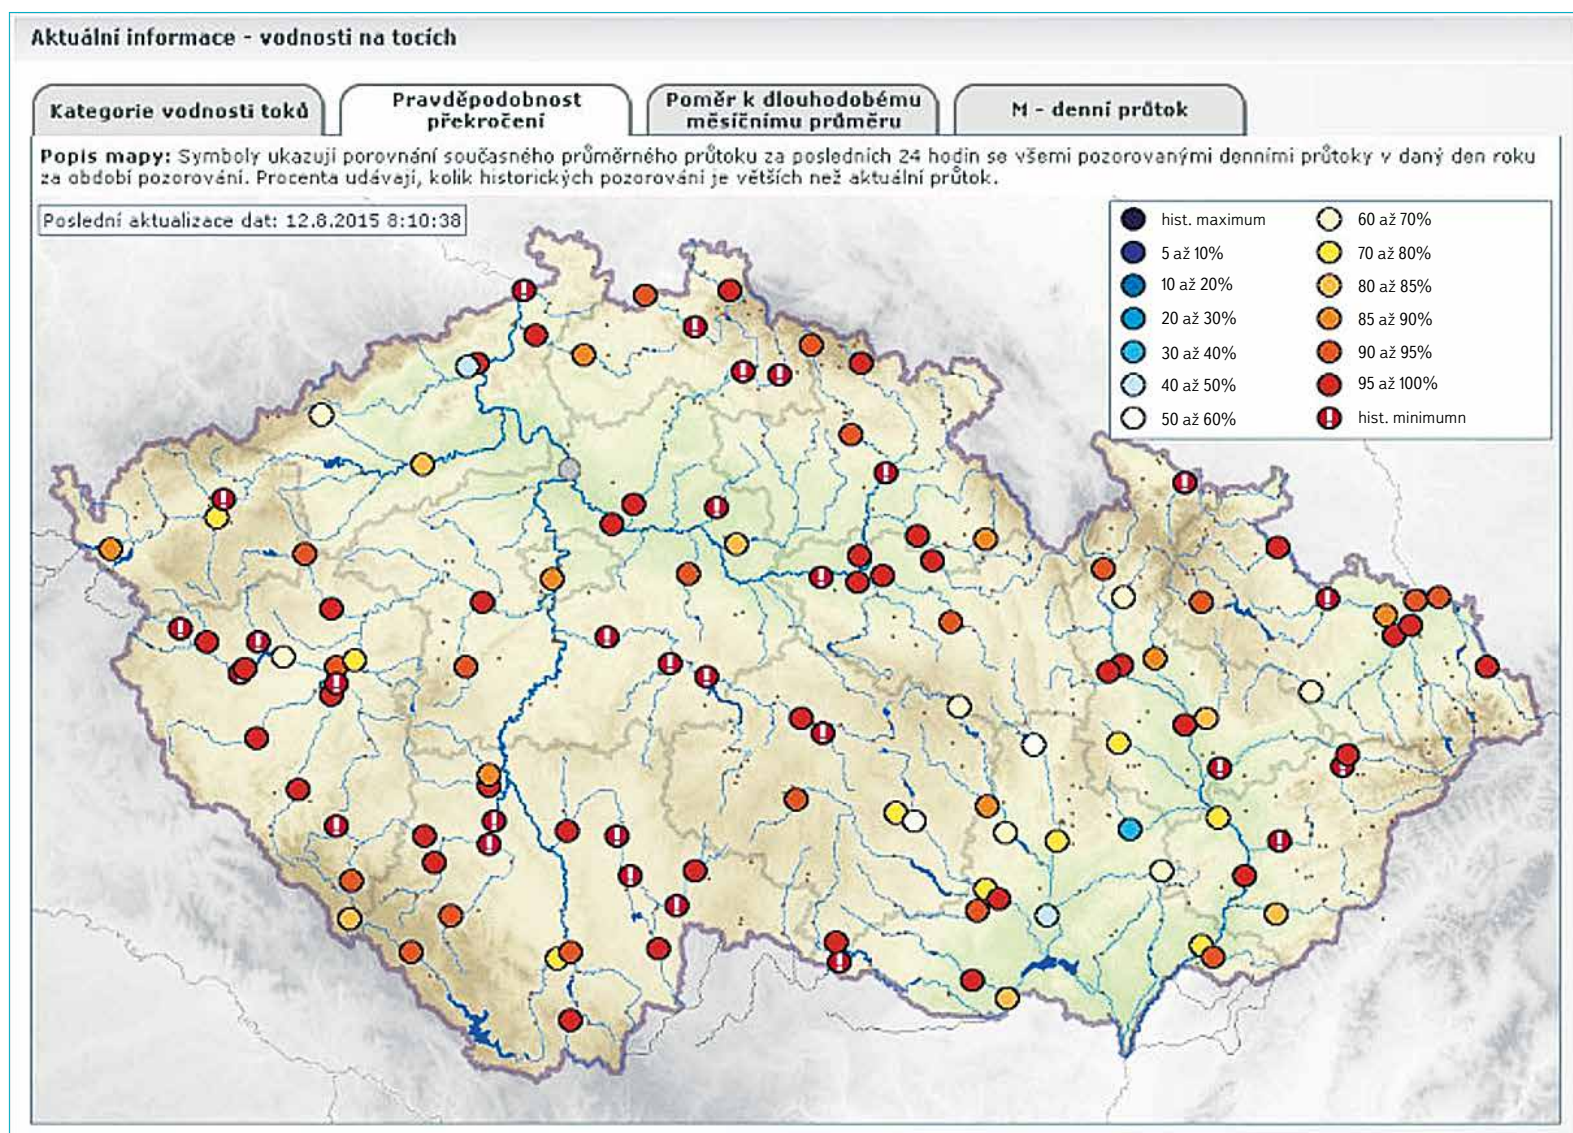 Aktuální informace - vodnosti na tocích
Kategorie vodnosti toků
Pravděpodobnost
překročení
Poměr k dlouhodobému
měsíčnímu průměru
M - denní průtok
Popis mapy: Symboly ukazují porovnání současného průměrného průtoku za posledních 24 hodin se všemi pozorovanými denními průtoky v daný den roku
za období pozorování. Procenta udávají, kolik historických pozorování je větších než aktuální průtok.
Poslední aktualizace dat: 12.8.2015 8:10:38
hist. maximum
5 až 10%
10 až 20%
20 až 30%
30 až 40%
40 až 50%
50 až 60%
60 až 70%
70 až 80%
80 až 85%
85 až 90%
90 až 95%
95 až 100%
hist. minimumn